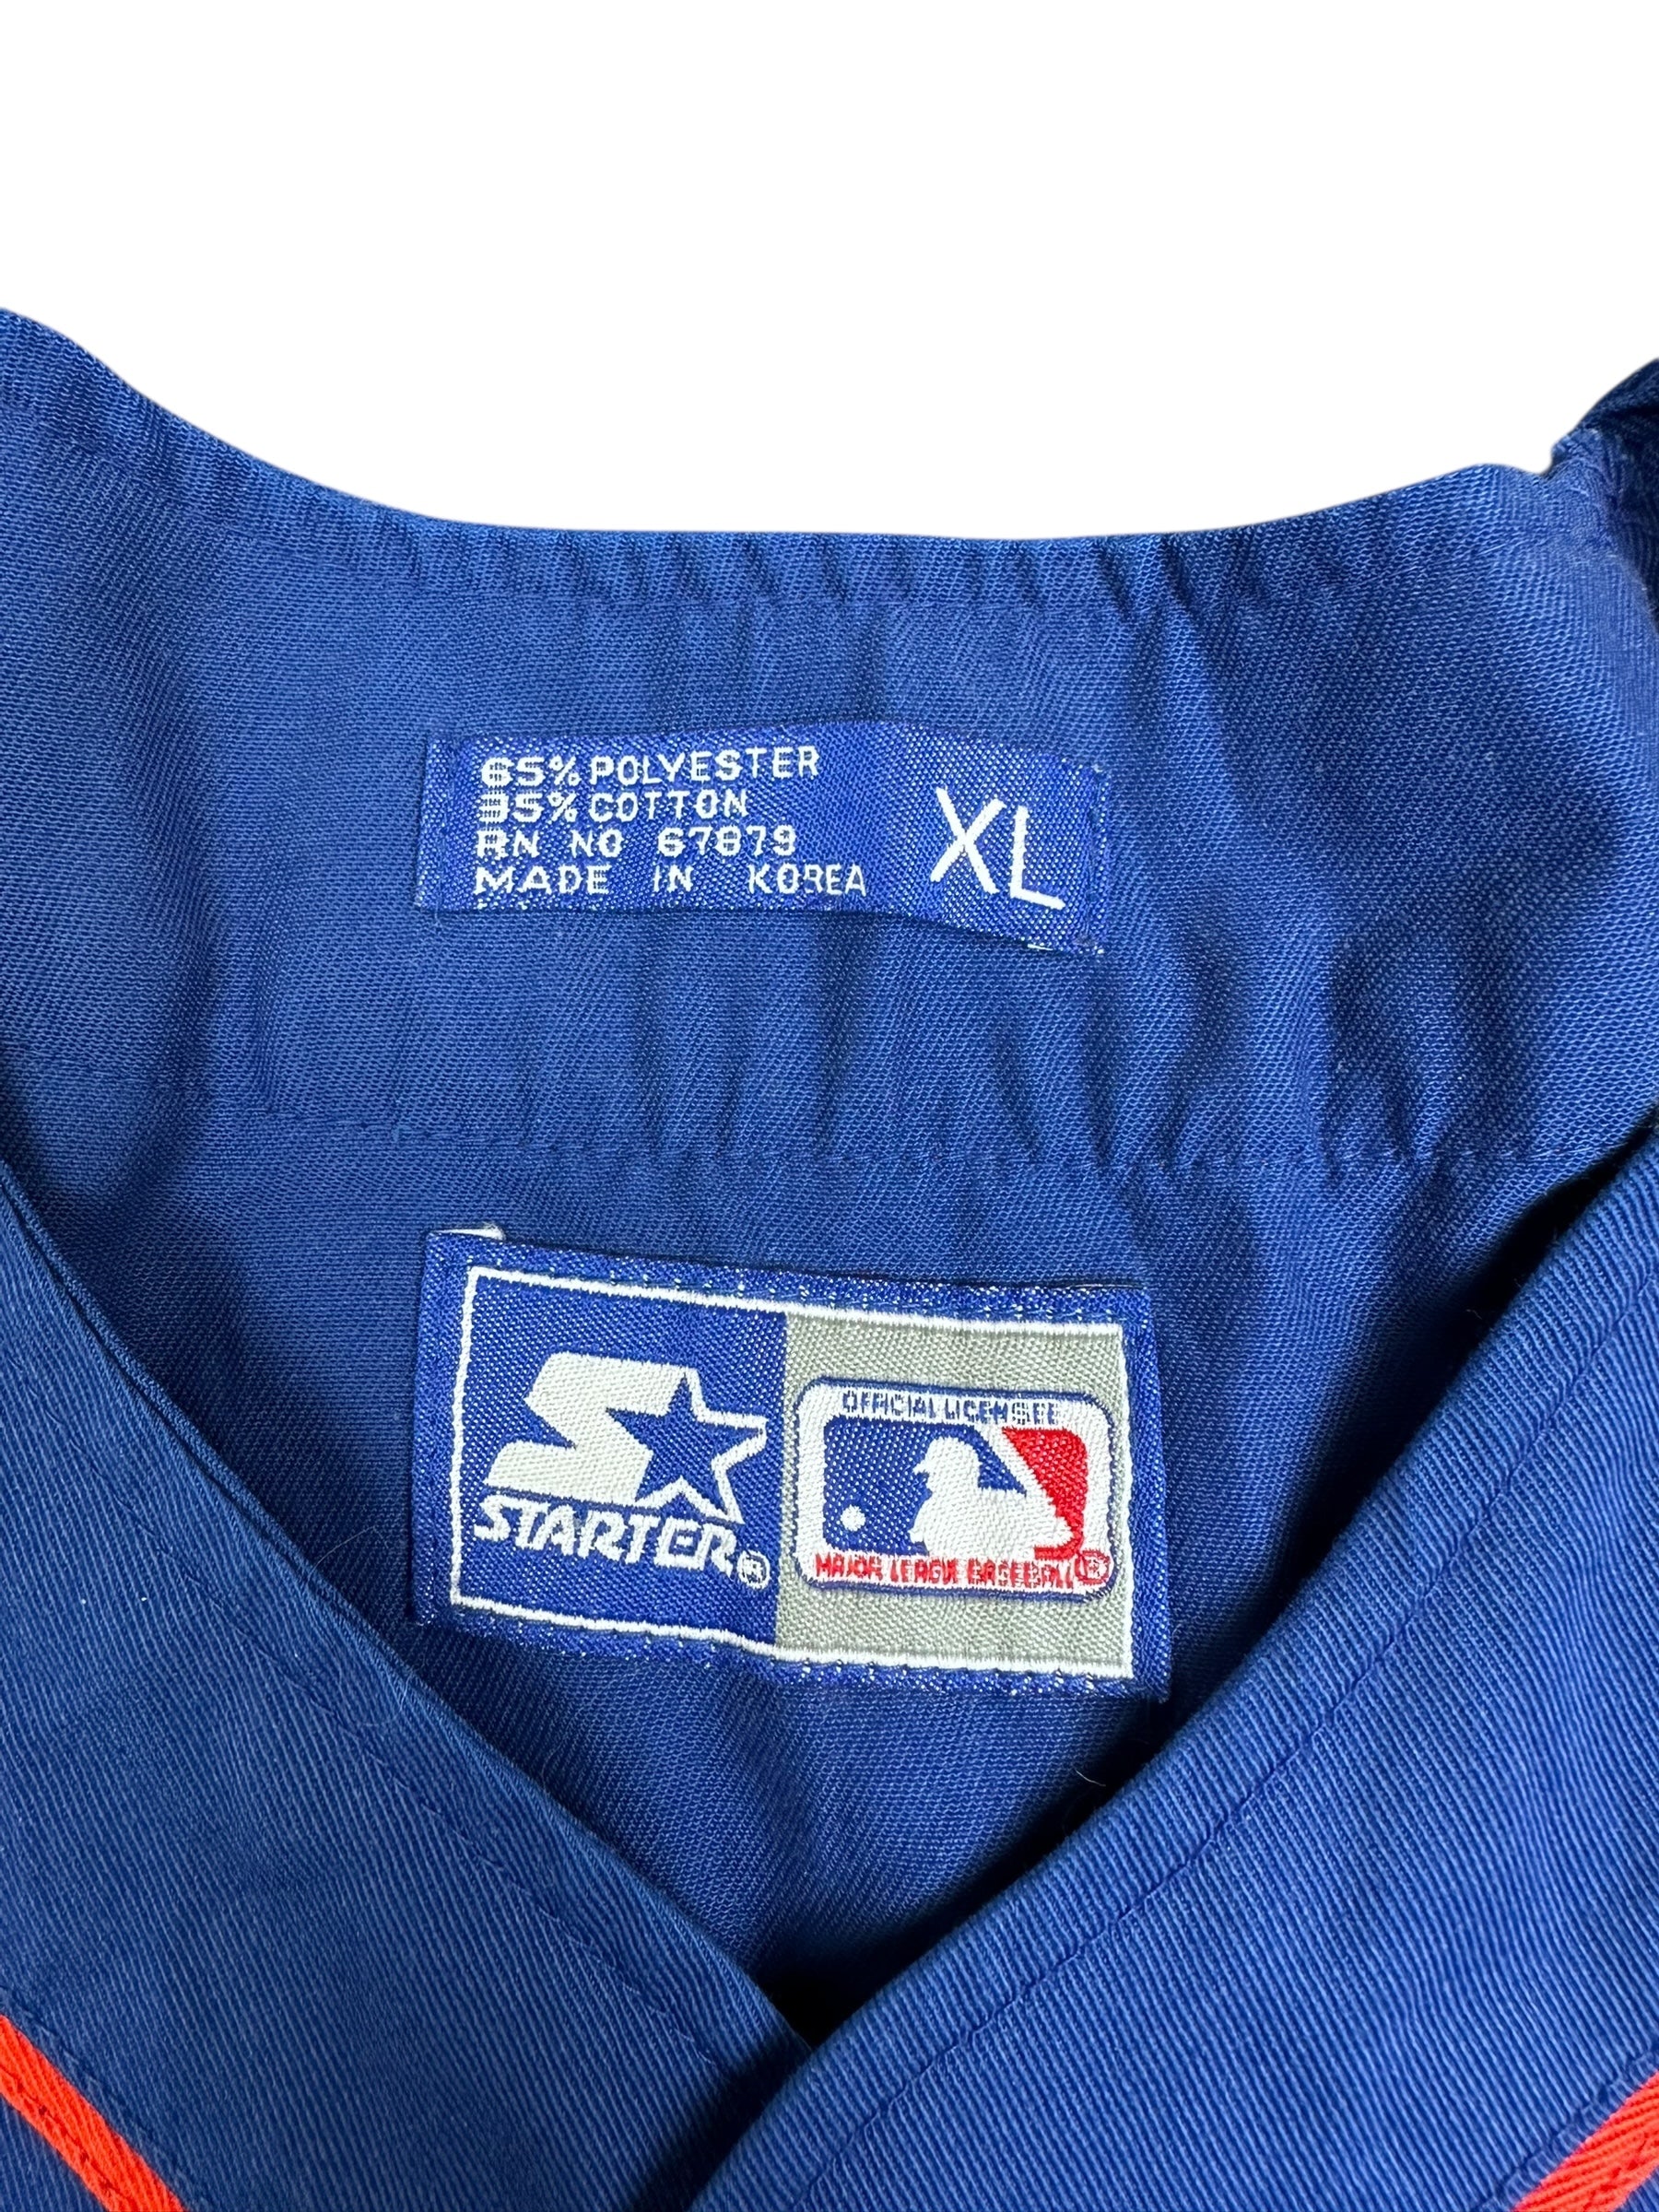 65% POLYESTER
35% COTTON
RN NO 67879
MADE IN KOREA
XL
STARTER®
OFFICIAL LICENSEE
MAJOR LEAGUE BASEBALL®